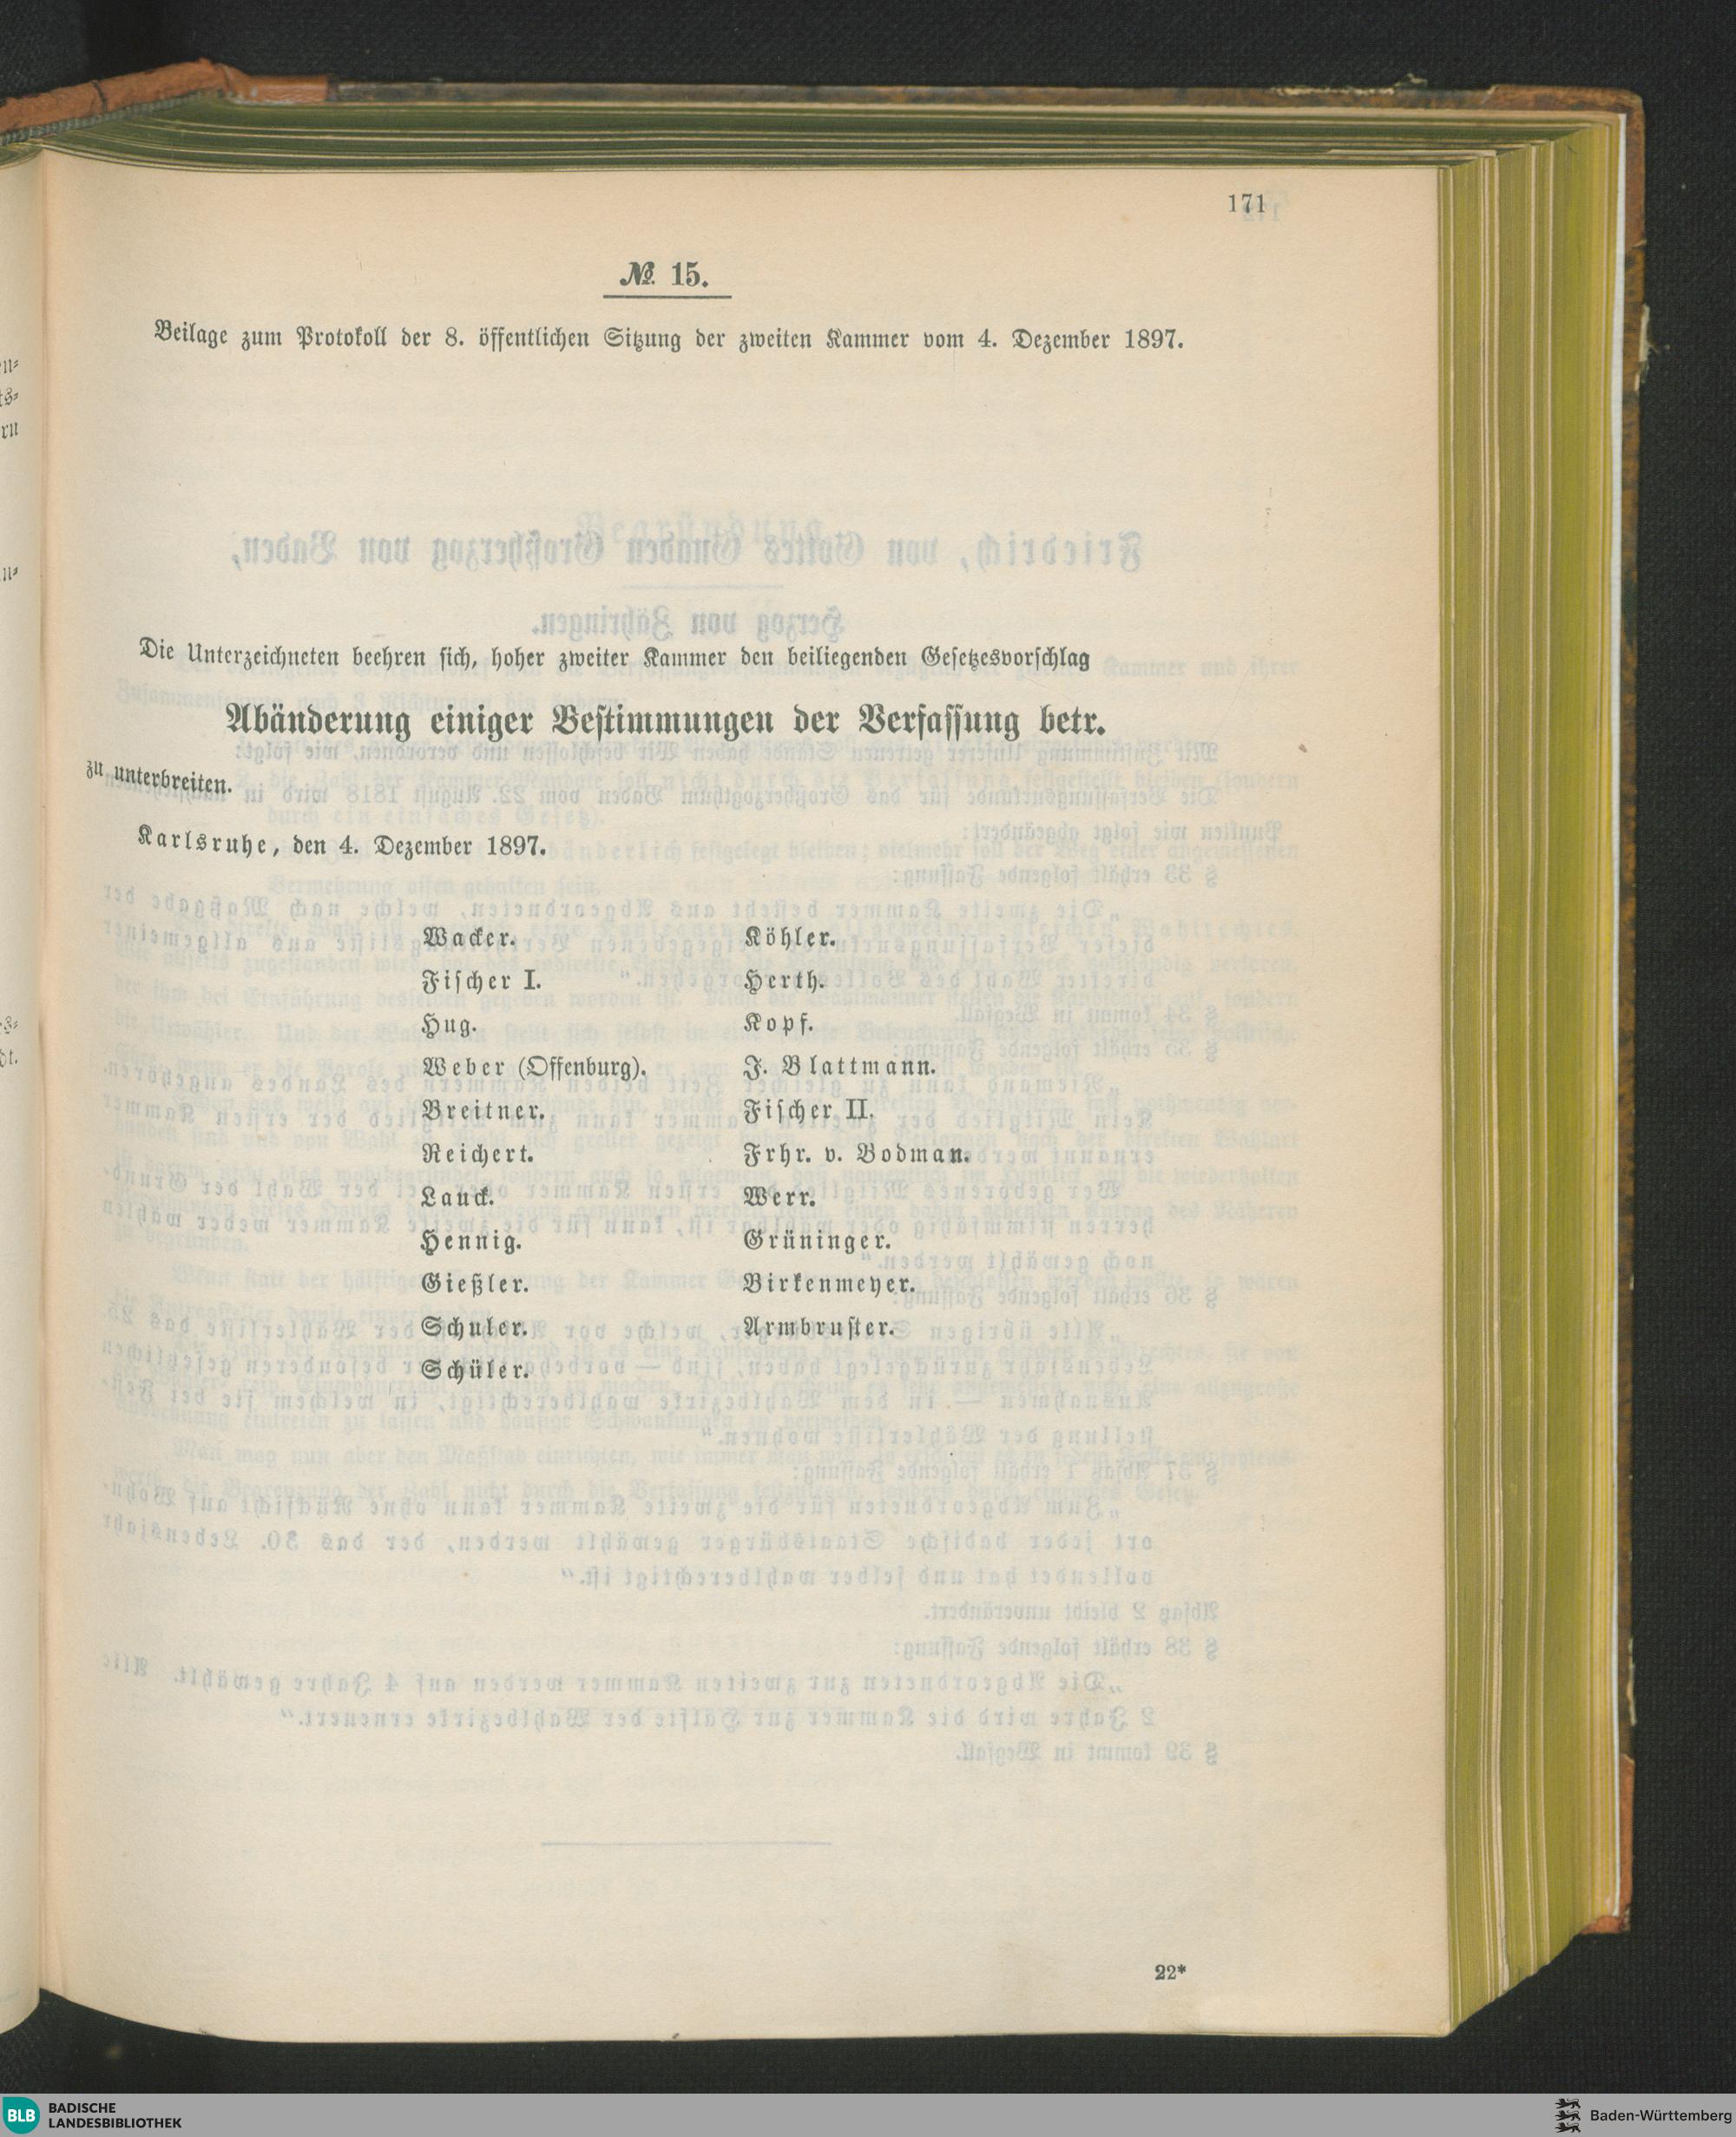 171
№ 15.
Beilage zum Protokoll der 8. öffentlichen Sitzung der zweiten Kammer vom 4. Dezember 1897.
Die Unterzeichneten beehren sich, hoher zweiter Kammer den beiliegenden Gesetzesvorschlag
Abänderung einiger Bestimmungen der Verfassung betr.
zu unterbreiten.
Karlsruhe, den 4. Dezember 1897.
Wacker.
Fischer I.
Hug.
Weber (Offenburg).
Breitner.
Reichert.
Lauck.
Hennig.
Gießler.
Schuler.
Schüler.
Köhler.
Herth.
Kopf.
J. Blattmann.
Fischer II.
Frhr. v. Bodman.
Werr.
Grüninger.
Birkenmeyer.
Armbruster.
22*
BLB BADISCHE
LANDESBIBLIOTHEK
Baden-Württemberg